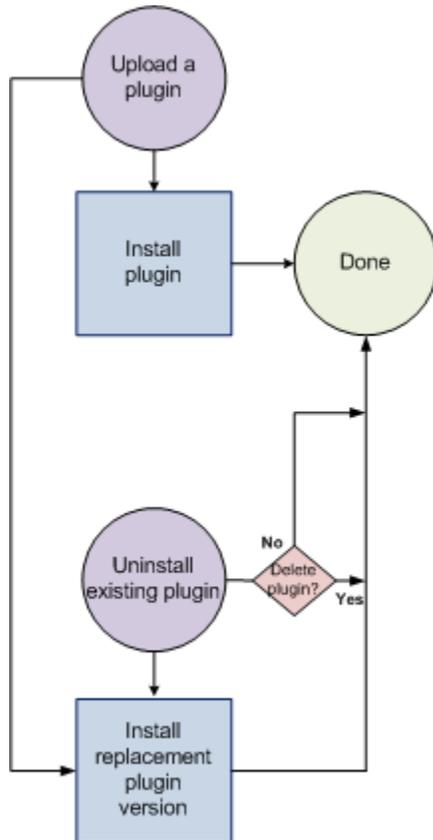 Upload a
plugin
Install
plugin
Done
No
Uninstall
existing plugin
Delete
plugin?
Yes
Install
replacement
plugin
version